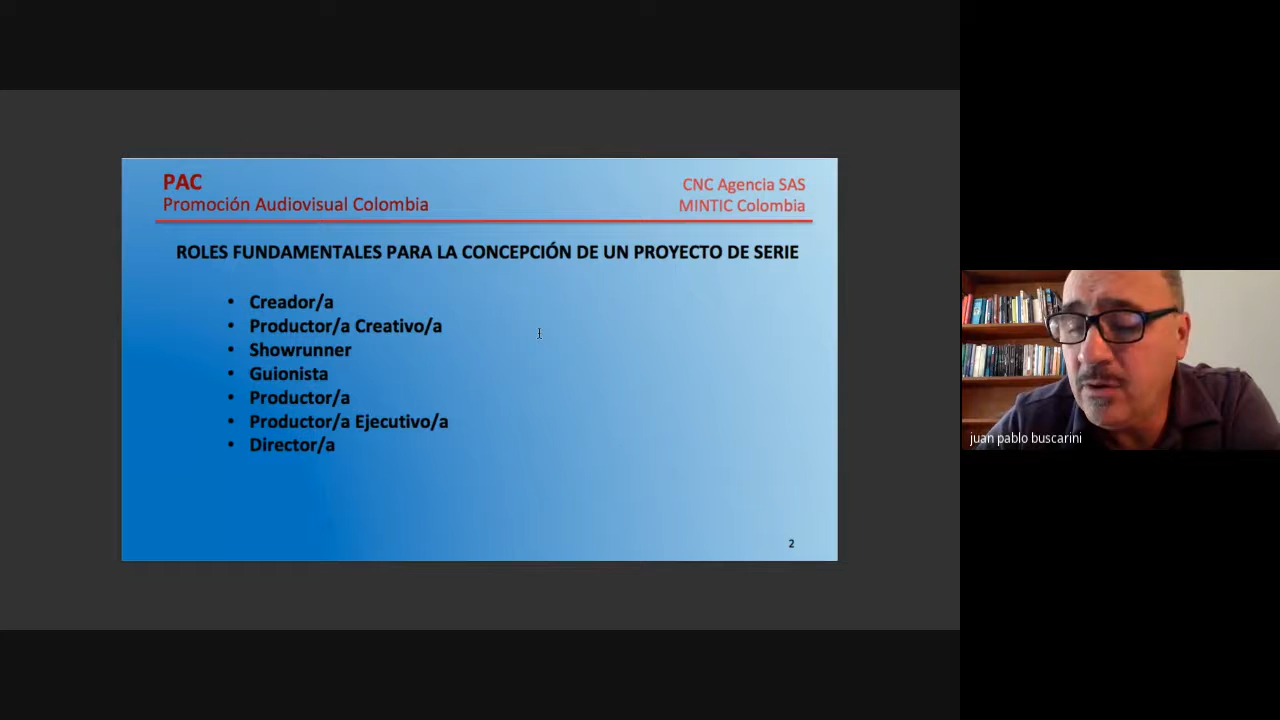 PAC
Promoción Audiovisual Colombia
CNC Agencia SAS
MINTIC Colombia
ROLES FUNDAMENTALES PARA LA CONCEPCIÓN DE UN PROYECTO DE SERIE
• Creador/a
• Productor/a Creativo/a
• Showrunner
• Guionista
• Productor/a
• Productor/a Ejecutivo/a
• Director/a
2
juan pablo buscarini